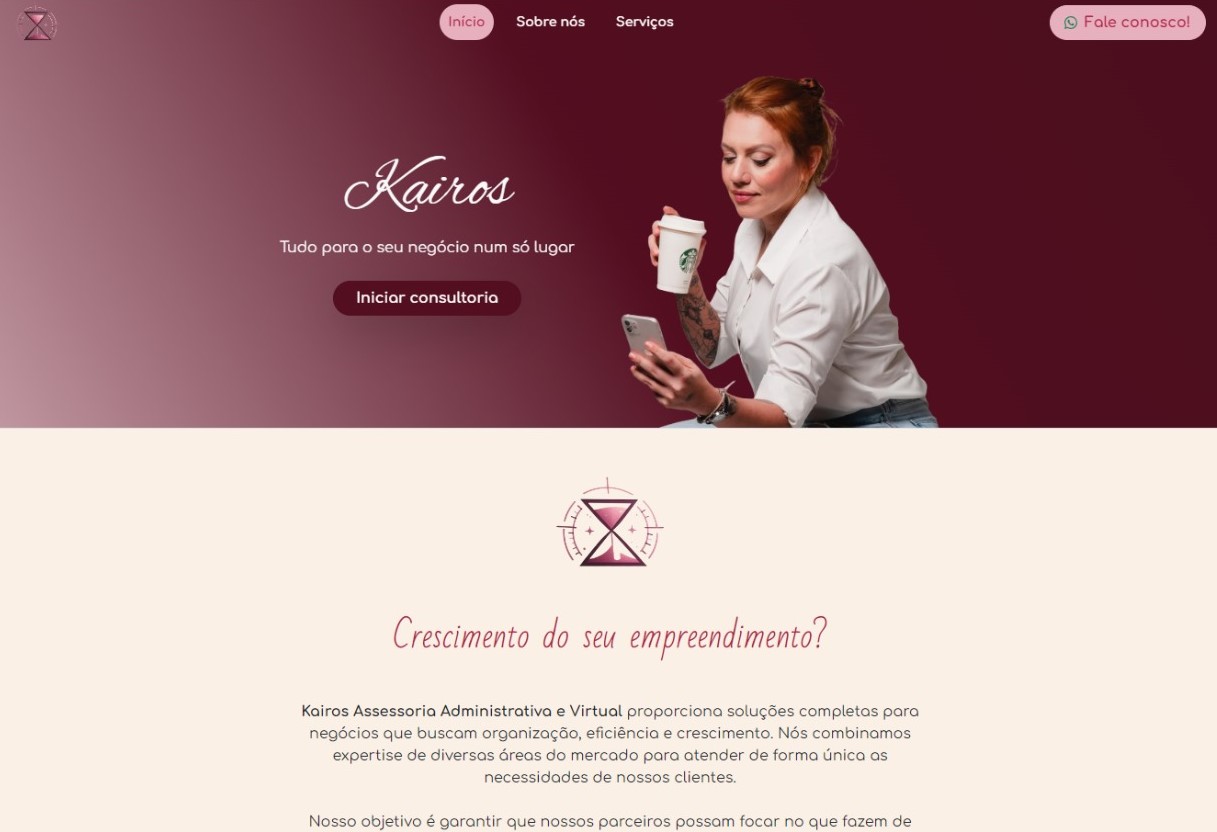 Início
Sobre nós
Serviços
Fale conosco!
Kairos
Tudo para o seu negócio num só lugar
Iniciar consultoria
Crescimento do seu empreendimento?
Kairos Assessoria Administrativa e Virtual proporciona soluções completas para
negócios que buscam organização, eficiência e crescimento. Nós combinamos
expertise de diversas áreas do mercado para atender de forma única as
necessidades de nossos clientes.
Nosso objetivo é garantir que nossos parceiros possam focar no que fazem de